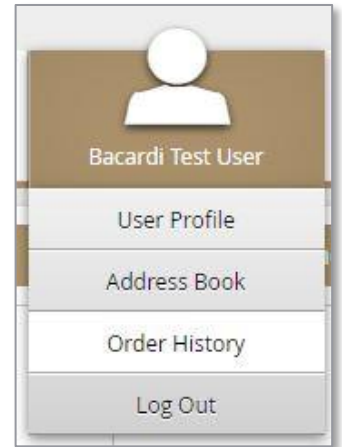 Bacardi Test User
User Profile
Address Book
Order History
Log Out